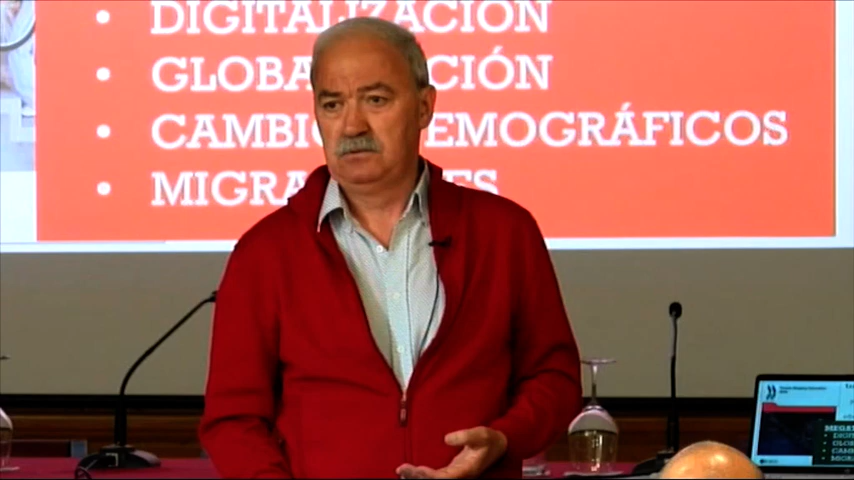 • DIGITALIZACIÓN
• GLOBA CIÓN
• CAMBIO EMOGRÁFICOS
• MIGRA ES